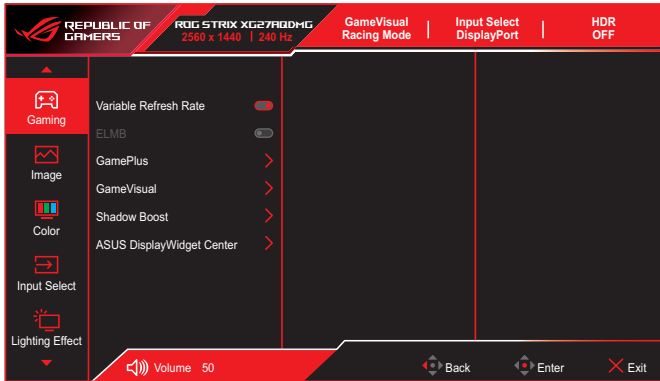 REPUBLIC OF
GAMERS
ROG STRIX XG27AQDMG
2560 x 1440 | 240 Hz
GameVisual
Racing Mode
Input Select
DisplayPort
HDR
OFF
Gaming
Image
Color
Input Select
Lighting Effect
Variable Refresh Rate
ELMB
GamePlus
GameVisual
Shadow Boost
ASUS DisplayWidget Center
Volume 50
Back
Enter
Exit